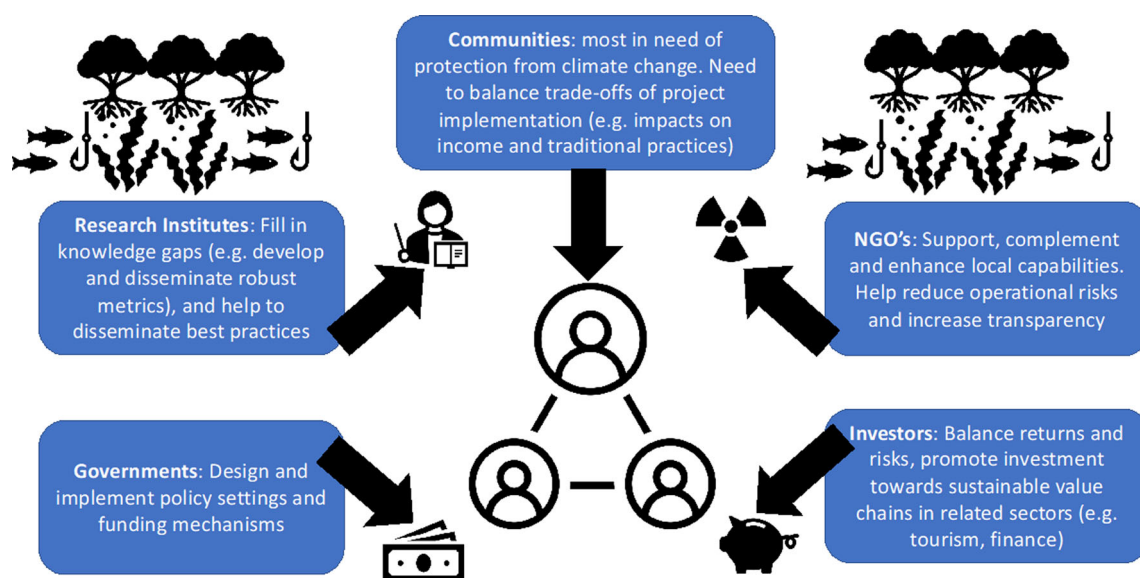 Communities: most in need of
protection from climate change. Need
to balance trade-offs of project
implementation (e.g. impacts on
income and traditional practices)
Research Institutes: Fill in
knowledge gaps (e.g. develop
and disseminate robust
metrics), and help to
disseminate best practices
NGO's: Support, complement
and enhance local capabilities.
Help reduce operational risks
and increase transparency
Governments: Design and
implement policy settings and
funding mechanisms
Investors: Balance returns and
risks, promote investment
towards sustainable value
chains in related sectors (e.g.
tourism, finance)